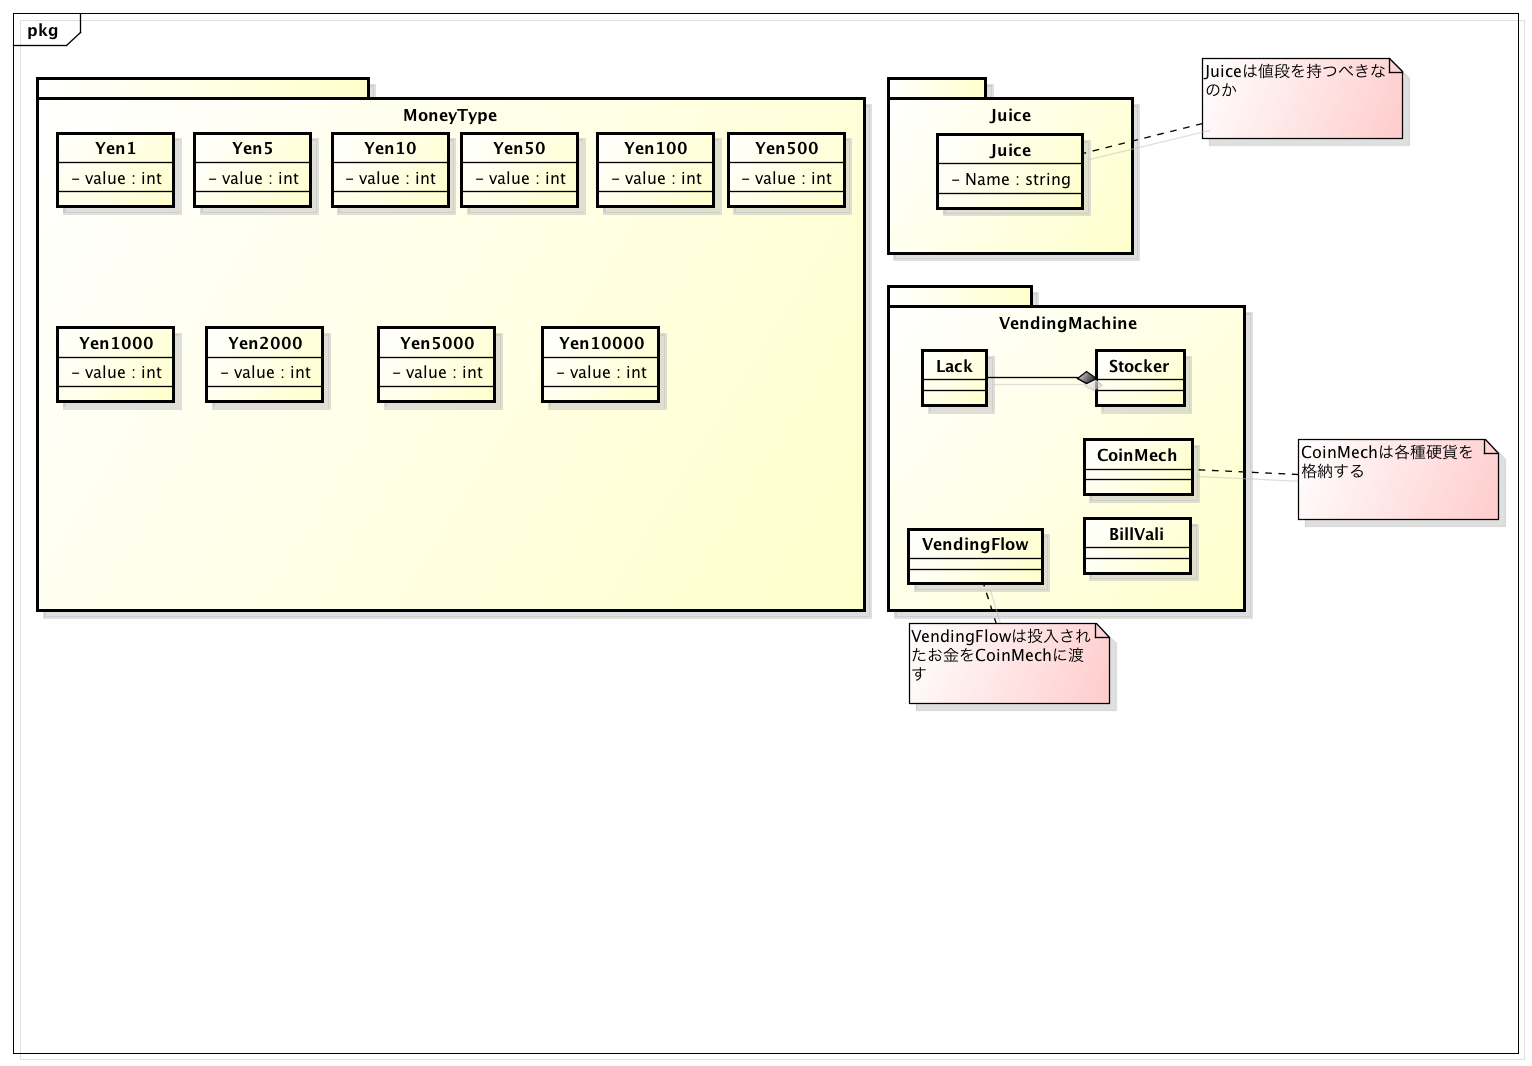 pkg
MoneyType
Yen1
- value : int
Yen5
- value : int
Yen10
- value : int
Yen50
- value : int
Yen100
- value : int
Yen500
- value : int
Yen1000
- value : int
Yen2000
- value : int
Yen5000
- value : int
Yen10000
- value : int
Juice
Juice
- Name : string
Juiceは値段を持つべきな
のか
VendingMachine
Lack
Stocker
CoinMech
CoinMechは各種硬貨を
格納する
BillVali
VendingFlow
VendingFlowは投入され
たお金をCoinMechに渡
す